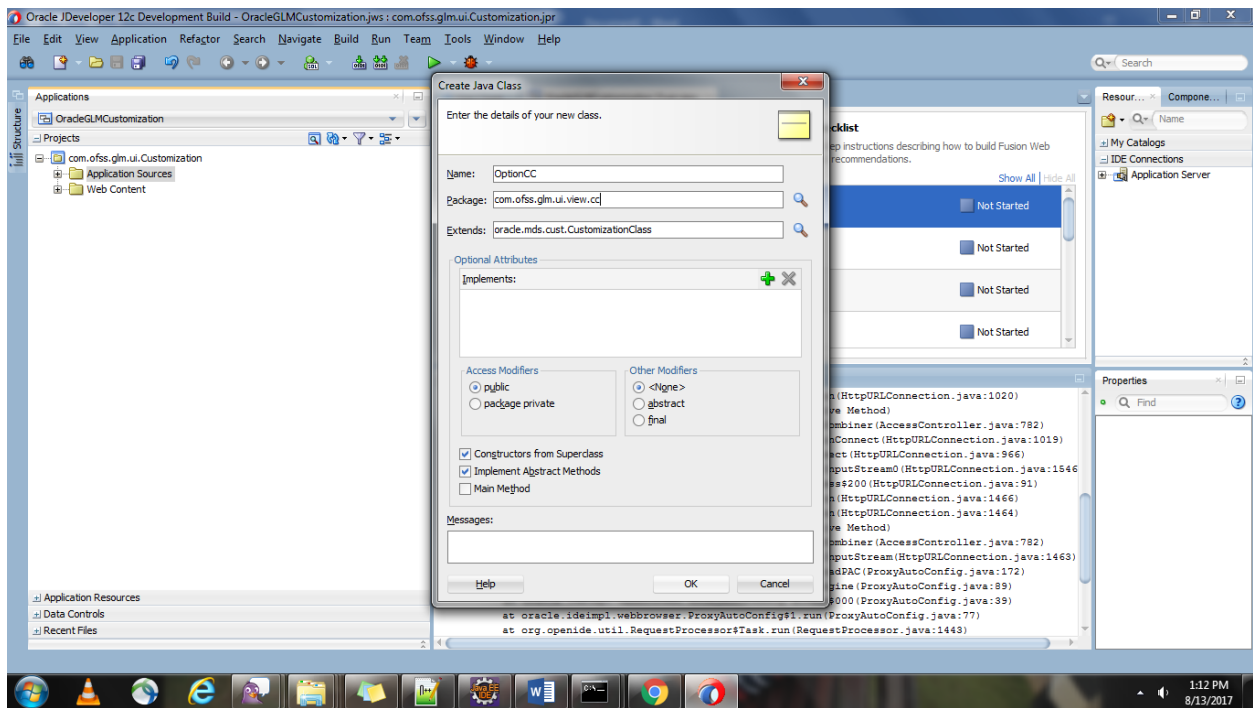 Oracle JDeveloper 12c Development Build - OracleGLMCustomization.jws : com.ofss.glm.ui.Customization.jpr
File Edit View Application Refactor Search Navigate Build Run Team Tools Window Help
Search
Applications
OracleGLMCustomization
Projects
com.ofss.glm.ui.Customization
Application Sources
Web Content
Application Resources
Data Controls
Recent Files
Structure
Create Java Class
Enter the details of your new class.
Name: OptionCC
Package: com.ofss.glm.ui.view.cc
Extends: oracle.mds.cust.CustomizationClass
Optional Attributes
Implements:
Access Modifiers
public
package private
Other Modifiers
<None>
abstract
final
Constructors from Superclass
Implement Abstract Methods
Main Method
Messages:
Help OK Cancel
cklist
ep instructions describing how to build Fusion Web
recommendations.
Show All Hide All
Not Started
Not Started
Not Started
Not Started
n(HttpURLConnection.java:1020)
ve Method)
ombiner(AccessController.java:782)
nConnect(HttpURLConnection.java:1019)
ect(HttpURLConnection.java:966)
nputStream0(HttpURLConnection.java:1546
ss$200(HttpURLConnection.java:91)
n(HttpURLConnection.java:1466)
n(HttpURLConnection.java:1464)
ve Method)
ombiner(AccessController.java:782)
nputStream(HttpURLConnection.java:1463)
adPAC(ProxyAutoConfig.java:172)
gine(ProxyAutoConfig.java:89)
$000(ProxyAutoConfig.java:39)
at oracle.ideimpl.webbrowser.ProxyAutoConfig$1.run(ProxyAutoConfig.java:77)
at org.openide.util.RequestProcessor$Task.run(RequestProcessor.java:1443)
Resour... Compone...
Name
My Catalogs
IDE Connections
Application Server
Properties
Find
1:12 PM
8/13/2017